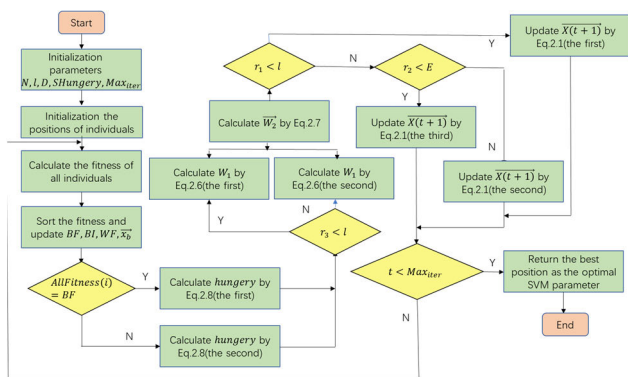 Start
Initialization
parameters
N, l, D, SHungery, Max_iter
Initialization the
positions of individuals
Calculate the fitness of
all individuals
Sort the fitness and
update BF, BI, WF, \vec{x_b}
AllFitness(i)
= BF
Y
N
Calculate hungery by
Eq.2.8(the first)
Calculate hungery by
Eq.2.8(the second)
r_3 < l
Y
N
Calculate W_1 by
Eq.2.6(the first)
Calculate W_1 by
Eq.2.6(the second)
Calculate \vec{W_2} by Eq.2.7
r_1 < l
Y
N
Update \vec{X(t+1)} by
Eq.2.1(the first)
r_2 < E
Y
N
Update \vec{X(t+1)} by
Eq.2.1(the third)
Update \vec{X(t+1)} by
Eq.2.1(the second)
t < Max_iter
Y
N
Return the best
position as the optimal
SVM parameter
End